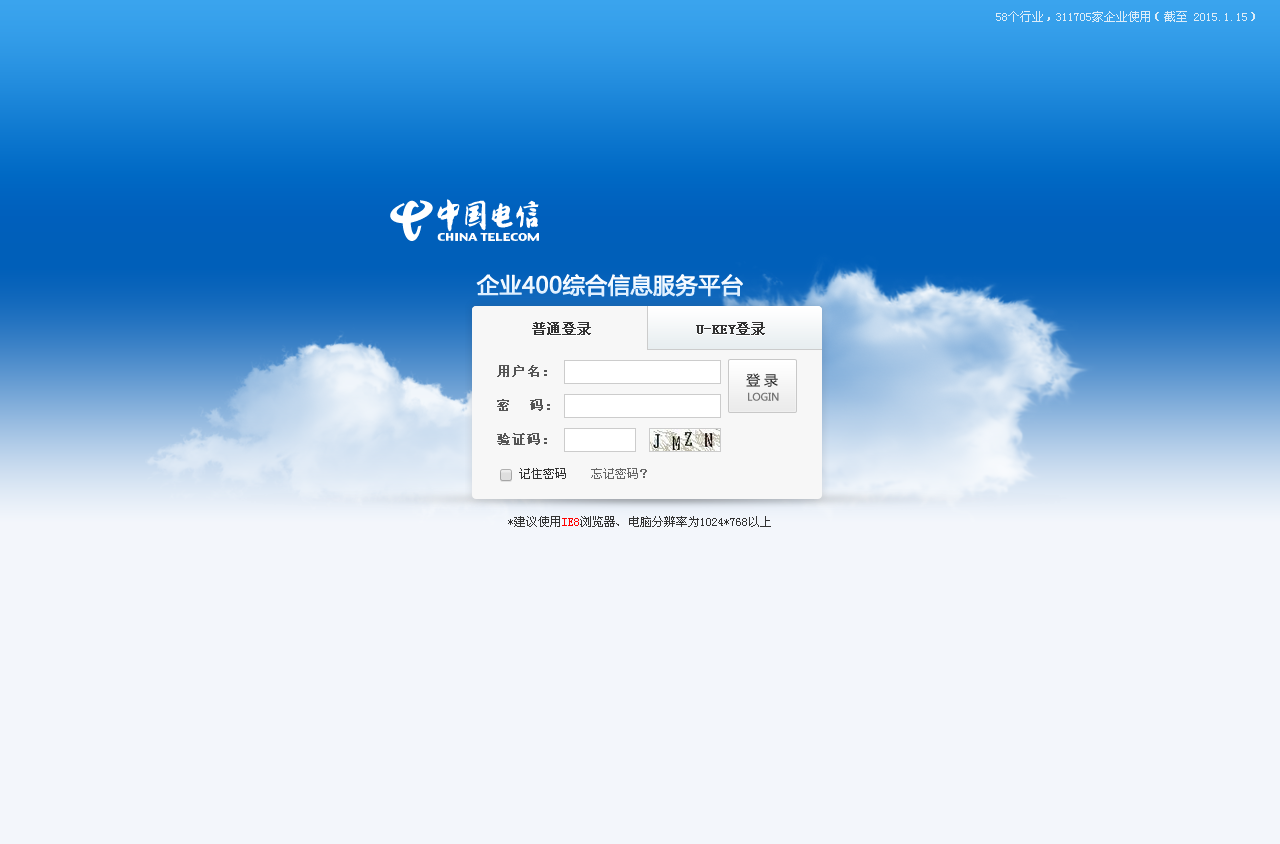 58个行业，311705家企业使用（截至 2015.1.15）
中国电信
CHINA TELECOM
企业400综合信息服务平台
普通登录 U-KEY登录
用户名：
登 录
LOGIN
密 码：
验证码： JMZN
记住密码 忘记密码？
*建议使用IE8浏览器、电脑分辨率为1024*768以上